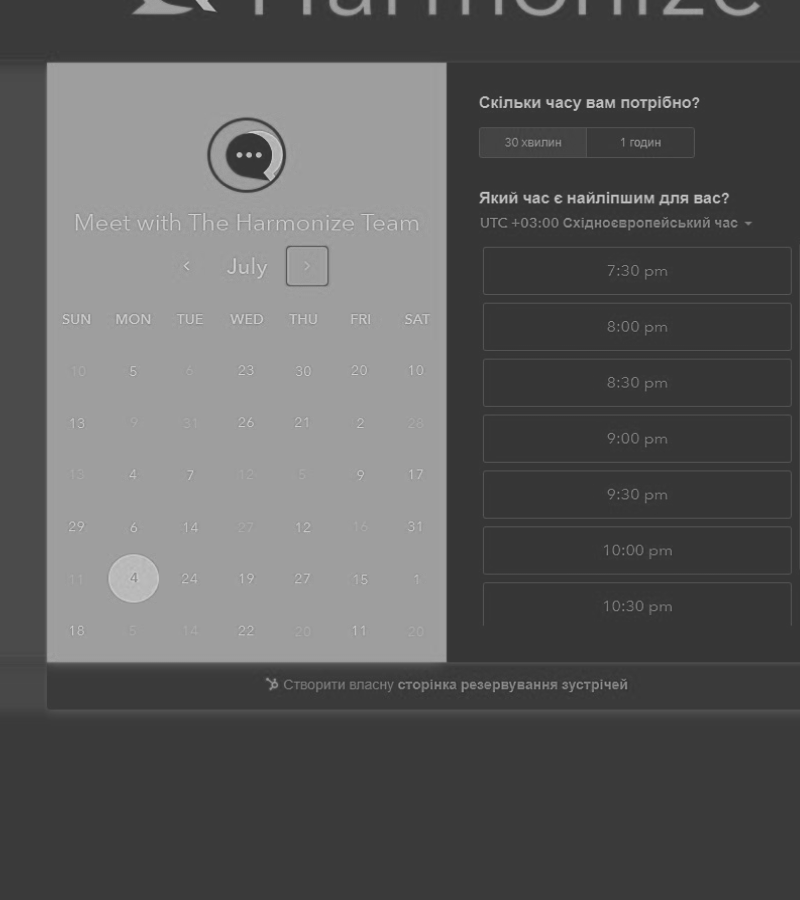 Harmonize
Meet with The Harmonize Team
July
SUN MON TUE WED THU FRI SAT
10 5 6 23 30 20 10
13 9 31 26 21 2 28
13 4 7 12 5 9 17
29 6 14 27 12 16 31
11 4 24 19 27 15 1
18 5 14 22 20 11 20
Скільки часу вам потрібно?
30 хвилин 1 годин
Який час є найліпшим для вас?
UTC +03:00 Східноєвропейський час
7:30 pm
8:00 pm
8:30 pm
9:00 pm
9:30 pm
10:00 pm
10:30 pm
Створити власну сторінка резервування зустрічей